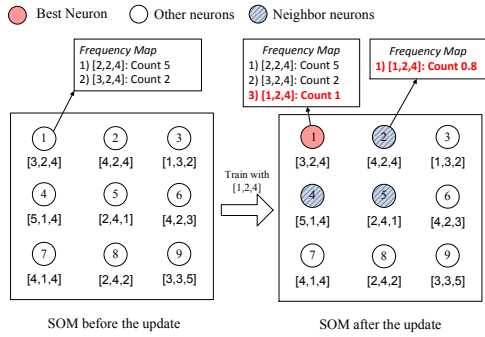 Best Neuron Other neurons Neighbor neurons
Frequency Map
1) [2,2,4]: Count 5
2) [3,2,4]: Count 2
Frequency Map
1) [2,2,4]: Count 5
2) [3,2,4]: Count 2
3) [1,2,4]: Count 1
Frequency Map
1) [1,2,4]: Count 0.8
1 2 3
[3,2,4] [4,2,4] [1,3,2]
4 5 6
[5,1,4] [2,4,1] [4,2,3]
7 8 9
[4,1,4] [2,4,2] [3,3,5]
SOM before the update
Train with
[1,2,4]
1 2 3
[3,2,4] [4,2,4] [1,3,2]
4 5 6
[5,1,4] [2,4,1] [4,2,3]
7 8 9
[4,1,4] [2,4,2] [3,3,5]
SOM after the update